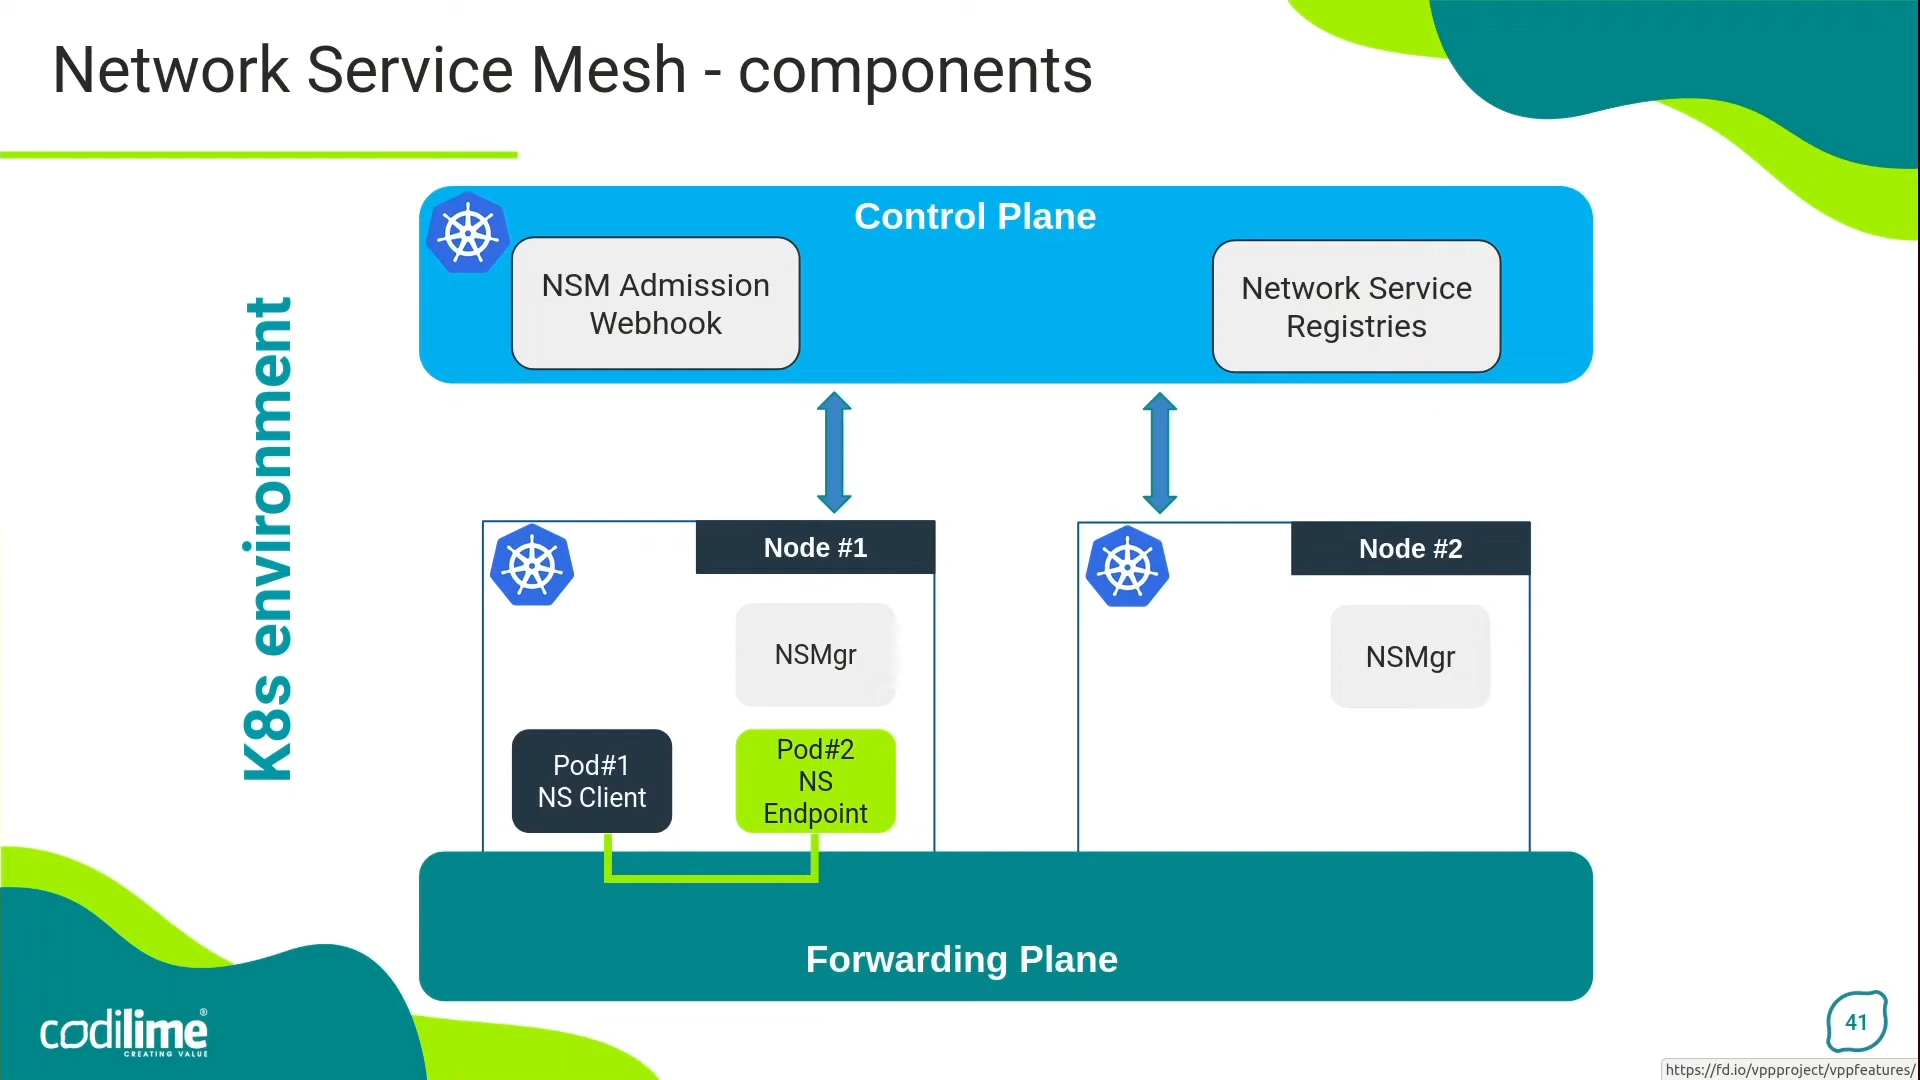 Network Service Mesh - components
K8s environment
Control Plane
NSM Admission
Webhook
Network Service
Registries
Node #1
Node #2
NSMgr
NSMgr
Pod#1
NS Client
Pod#2
NS
Endpoint
Forwarding Plane
codilime®
CREATING VALUE
41
https://fd.io/vppproject/vppfeatures/